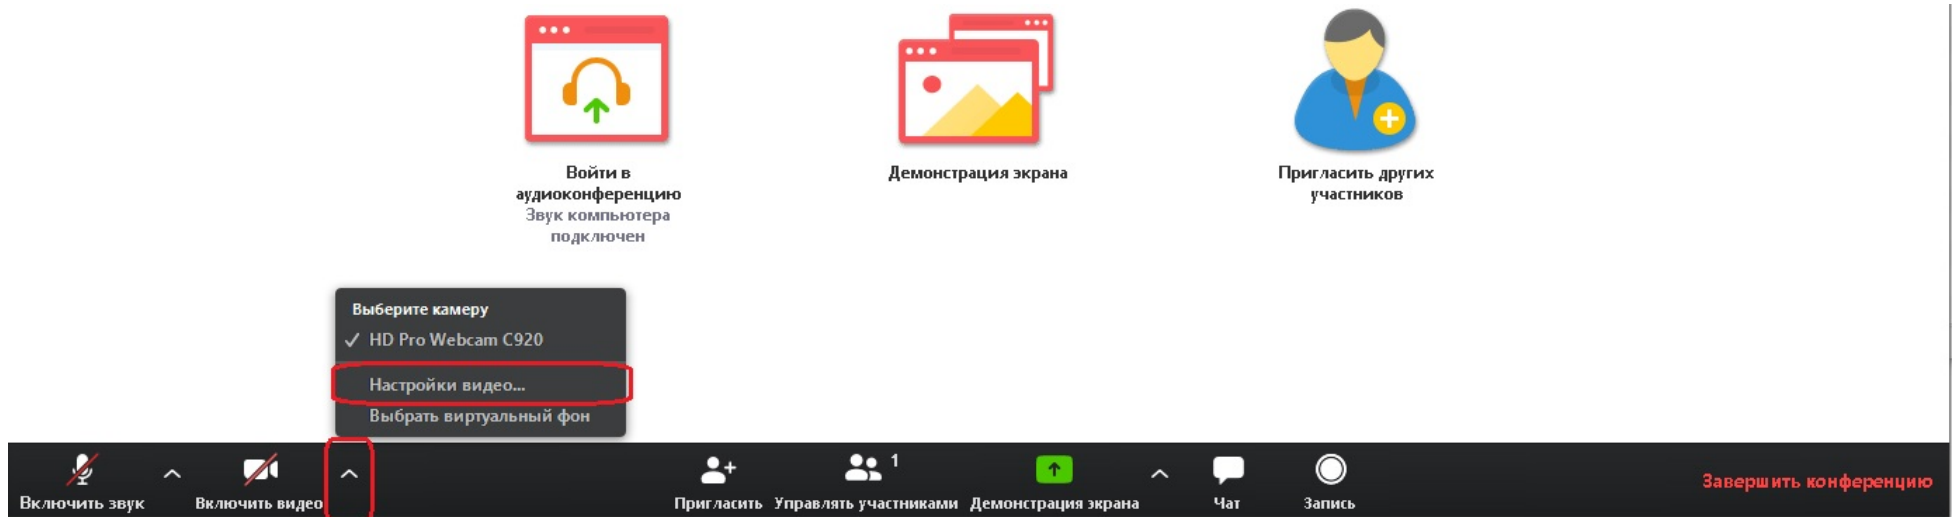 Войти в
аудиоконференцию
Звук компьютера
подключен
Демонстрация экрана
Пригласить других
участников
Выберите камеру
HD Pro Webcam C920
Настройки видео...
Выбрать виртуальный фон
Включить звук
Включить видео
Пригласить
1
Управлять участниками
Демонстрация экрана
Чат
Запись
Завершить конференцию